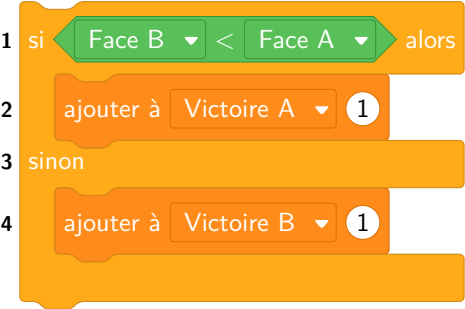 1 si Face B < Face A alors
2 ajouter à Victoire A 1
3 sinon
4 ajouter à Victoire B 1